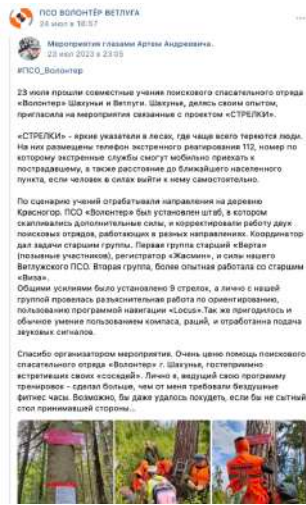 ПСО ВОЛОНТЁР ВЕТЛУГА
24 июл в 18:57
Мероприятия глазами Артем Андреевича.
23 июл 2023 в 23:05
#ПСО_Волонтер
23 июля прошли совместные учения поискового спасательного отряда
«Волонтер» Шахуньи и Ветлуги. Шахунья, делясь своим опытом,
пригласила на мероприятия связанные с проектом «СТРЕЛКИ».
«СТРЕЛКИ» - яркие указатели в лесах, где чаще всего теряются люди.
На них размещены телефон экстренного реагирования 112, номер по
которому экстренные службы смогут мобильно приехать к
пострадавшему, а также расстояние до ближайшего населенного
пункта, если человек в силах выйти к нему самостоятельно.
По сценарию учений отрабатывали направления на деревню
Красногор. ПСО «Волонтер» был установлен штаб, в котором
скапливались дополнительные силы, и корректировали работу двух
поисковых отрядов, работающих в разных направлениях. Координатор
дал задачи старшим группы. Первая группа старший «Верта»
(позывные участников), регистратор «Жасмин», и силы нашего
Ветлужского ПСО. Вторая группа, более опытная работала со старшим
«Виза».
Общими усилиями было установлено 9 стрелок, а лично с нашей
группой провелась разъяснительная работа по ориентированию,
пользованию программой навигации «Locus».Так же пригодилось и
обычное умение пользованием компаса, раций, и отработанна подача
звуковых сигналов.
Спасибо организатором мероприятия. Очень ценю помощь поискового
спасательного отряда «Волонтер» г. Шахунья, гостеприимно
встретивших своих «соседей». Лично я, ведущий свою программу
тренировок - сделал больше, чем от меня требовали бездушные
фитнес часы. Возможно, бы даже удалось похудеть, если бы не сытный
стол принимавшей стороны...